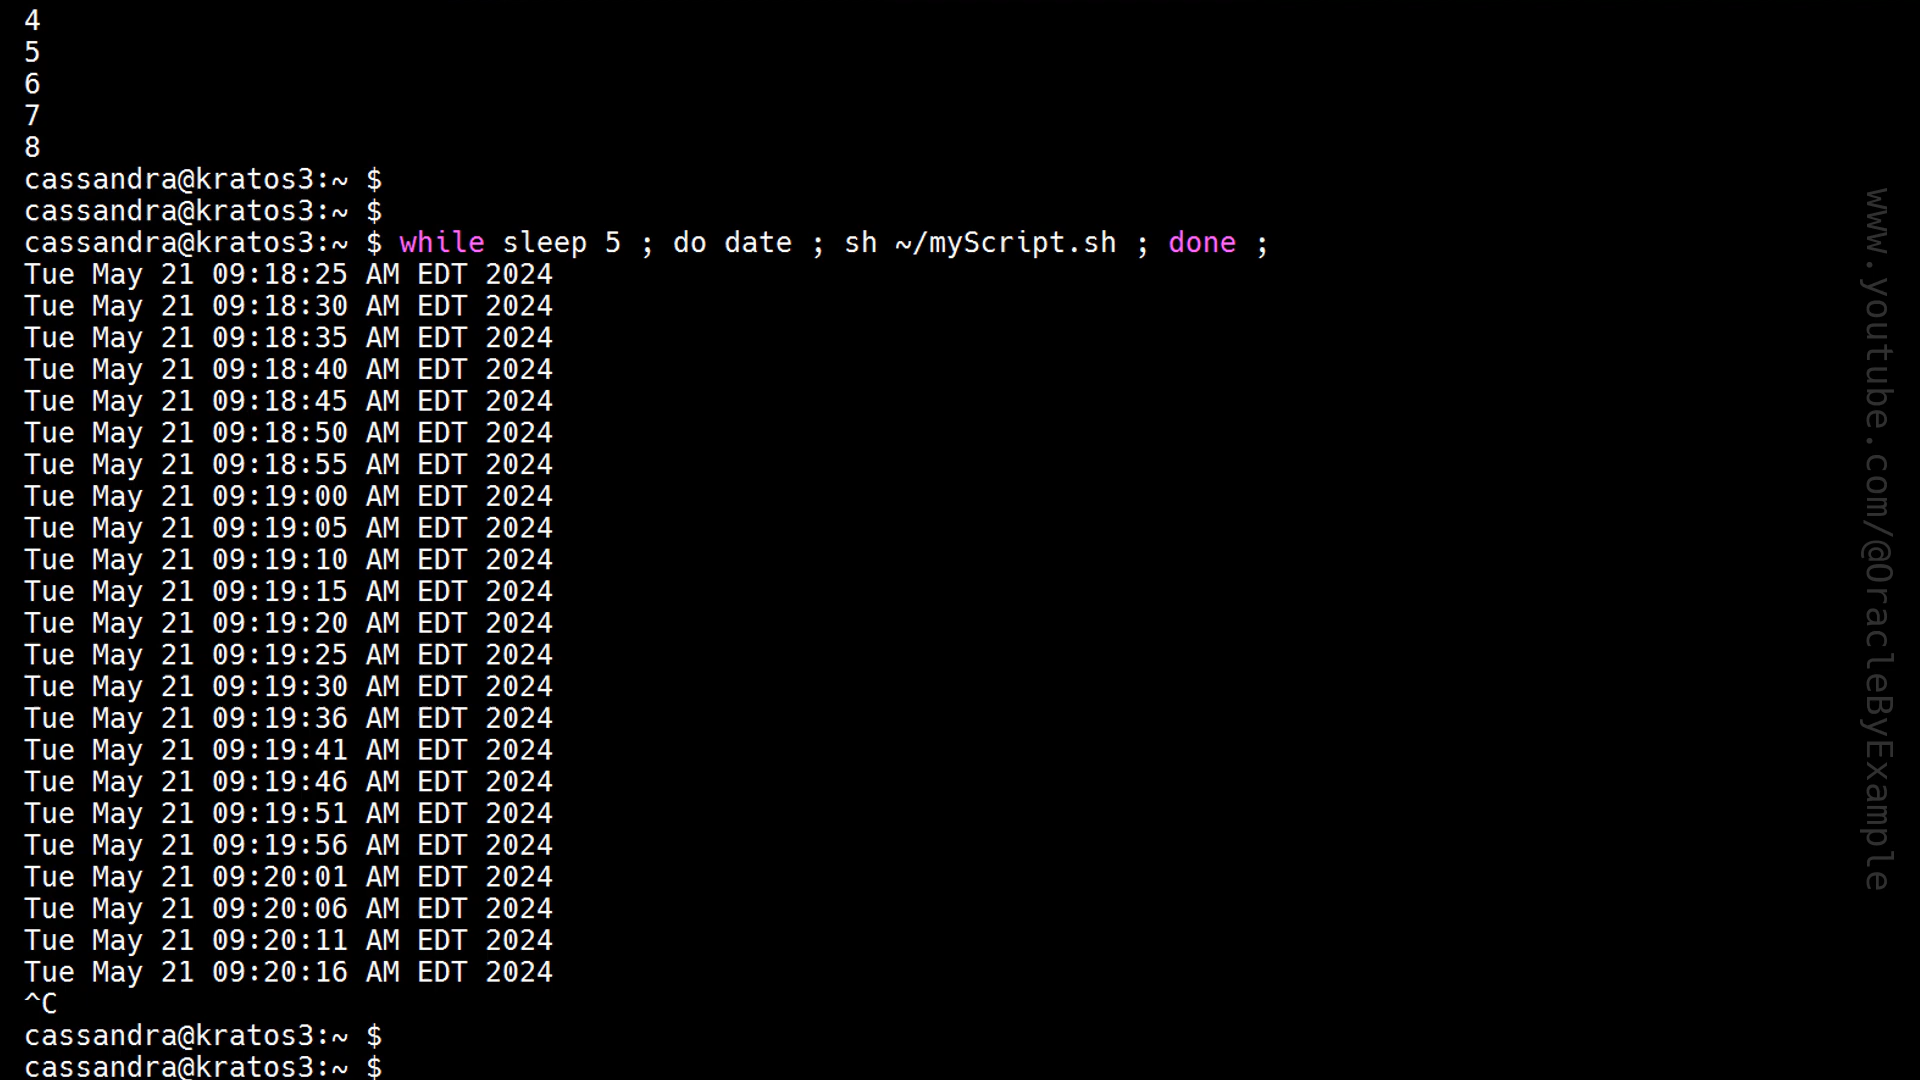 4
5
6
7
8
cassandra@kratos3:~ $
cassandra@kratos3:~ $
cassandra@kratos3:~ $ while sleep 5 ; do date ; sh ~/myScript.sh ; done ;
Tue May 21 09:18:25 AM EDT 2024
Tue May 21 09:18:30 AM EDT 2024
Tue May 21 09:18:35 AM EDT 2024
Tue May 21 09:18:40 AM EDT 2024
Tue May 21 09:18:45 AM EDT 2024
Tue May 21 09:18:50 AM EDT 2024
Tue May 21 09:18:55 AM EDT 2024
Tue May 21 09:19:00 AM EDT 2024
Tue May 21 09:19:05 AM EDT 2024
Tue May 21 09:19:10 AM EDT 2024
Tue May 21 09:19:15 AM EDT 2024
Tue May 21 09:19:20 AM EDT 2024
Tue May 21 09:19:25 AM EDT 2024
Tue May 21 09:19:30 AM EDT 2024
Tue May 21 09:19:36 AM EDT 2024
Tue May 21 09:19:41 AM EDT 2024
Tue May 21 09:19:46 AM EDT 2024
Tue May 21 09:19:51 AM EDT 2024
Tue May 21 09:19:56 AM EDT 2024
Tue May 21 09:20:01 AM EDT 2024
Tue May 21 09:20:06 AM EDT 2024
Tue May 21 09:20:11 AM EDT 2024
Tue May 21 09:20:16 AM EDT 2024
^C
cassandra@kratos3:~ $
cassandra@kratos3:~ $
www.youtube.com/@OracleByExample